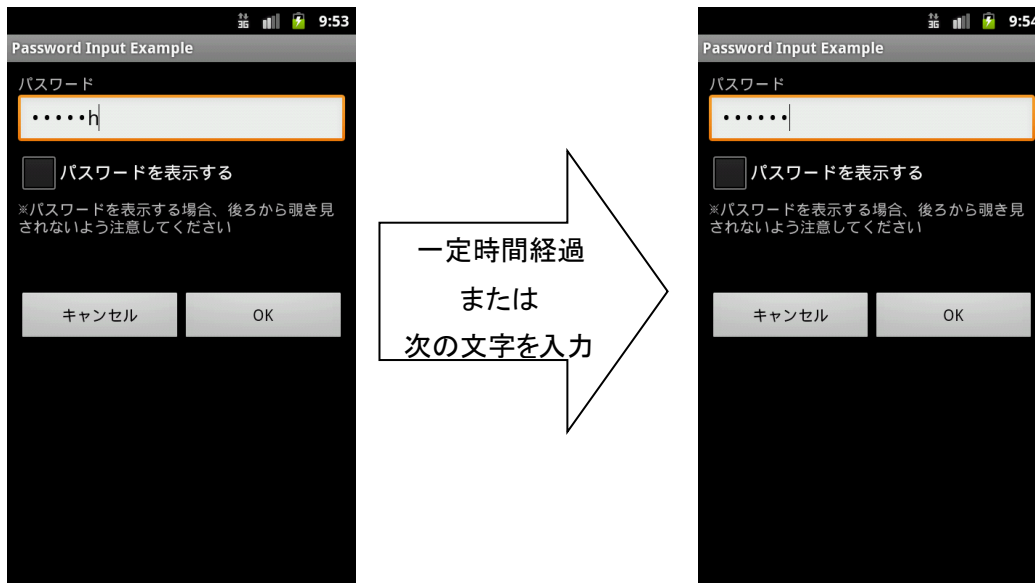 3G 9:53
Password Input Example
パスワード
•••••h
パスワードを表示する
※パスワードを表示する場合、後ろから覗き見
されないよう注意してください
キャンセル OK
一定時間経過
または
次の文字を入力
3G 9:54
Password Input Example
パスワード
••••••
パスワードを表示する
※パスワードを表示する場合、後ろから覗き見
されないよう注意してください
キャンセル OK